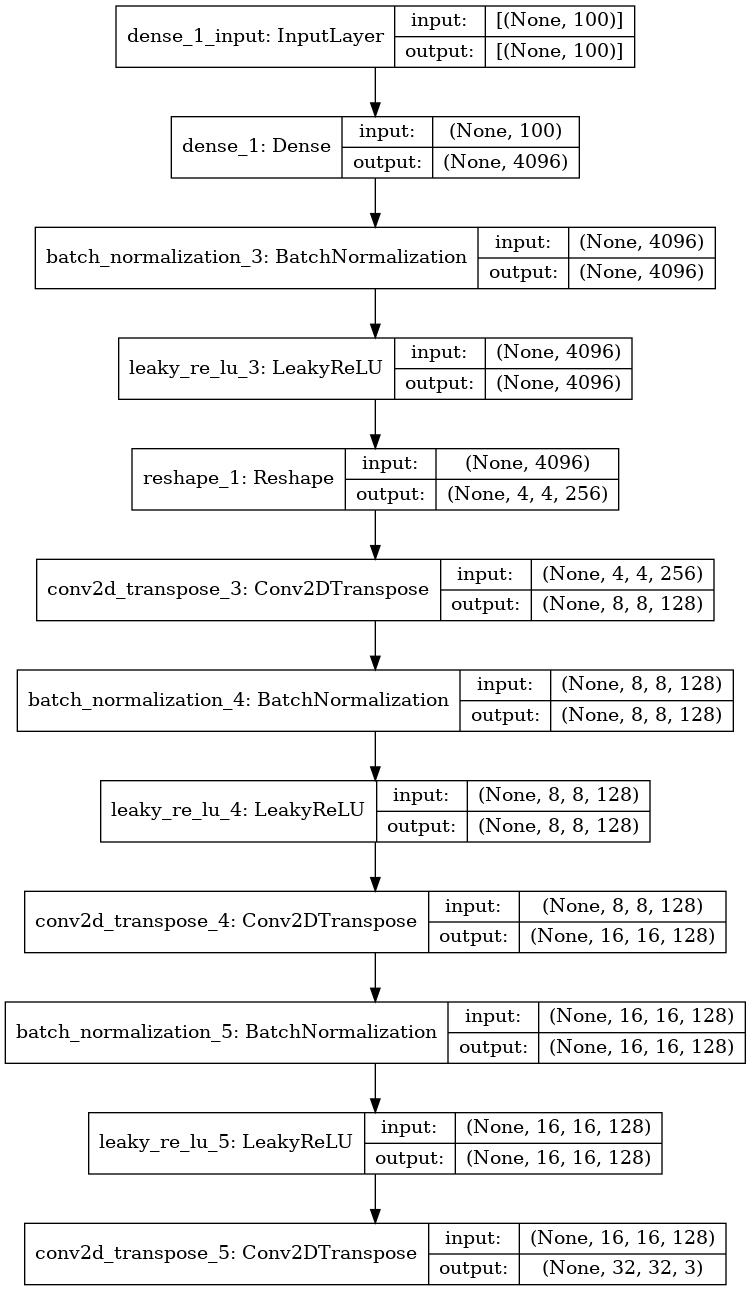 dense_1_input: InputLayer
input: [(None, 100)]
output: [(None, 100)]
dense_1: Dense
input: (None, 100)
output: (None, 4096)
batch_normalization_3: BatchNormalization
input: (None, 4096)
output: (None, 4096)
leaky_re_lu_3: LeakyReLU
input: (None, 4096)
output: (None, 4096)
reshape_1: Reshape
input: (None, 4096)
output: (None, 4, 4, 256)
conv2d_transpose_3: Conv2DTranspose
input: (None, 4, 4, 256)
output: (None, 8, 8, 128)
batch_normalization_4: BatchNormalization
input: (None, 8, 8, 128)
output: (None, 8, 8, 128)
leaky_re_lu_4: LeakyReLU
input: (None, 8, 8, 128)
output: (None, 8, 8, 128)
conv2d_transpose_4: Conv2DTranspose
input: (None, 8, 8, 128)
output: (None, 16, 16, 128)
batch_normalization_5: BatchNormalization
input: (None, 16, 16, 128)
output: (None, 16, 16, 128)
leaky_re_lu_5: LeakyReLU
input: (None, 16, 16, 128)
output: (None, 16, 16, 128)
conv2d_transpose_5: Conv2DTranspose
input: (None, 16, 16, 128)
output: (None, 32, 32, 3)